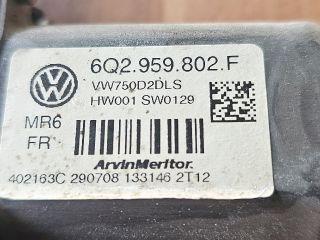 6Q2.959.802.F
VW750D2DLS
HW001 SW0129
MR6
FR
ArvinMeritor
402163C 290708 133146 2T12